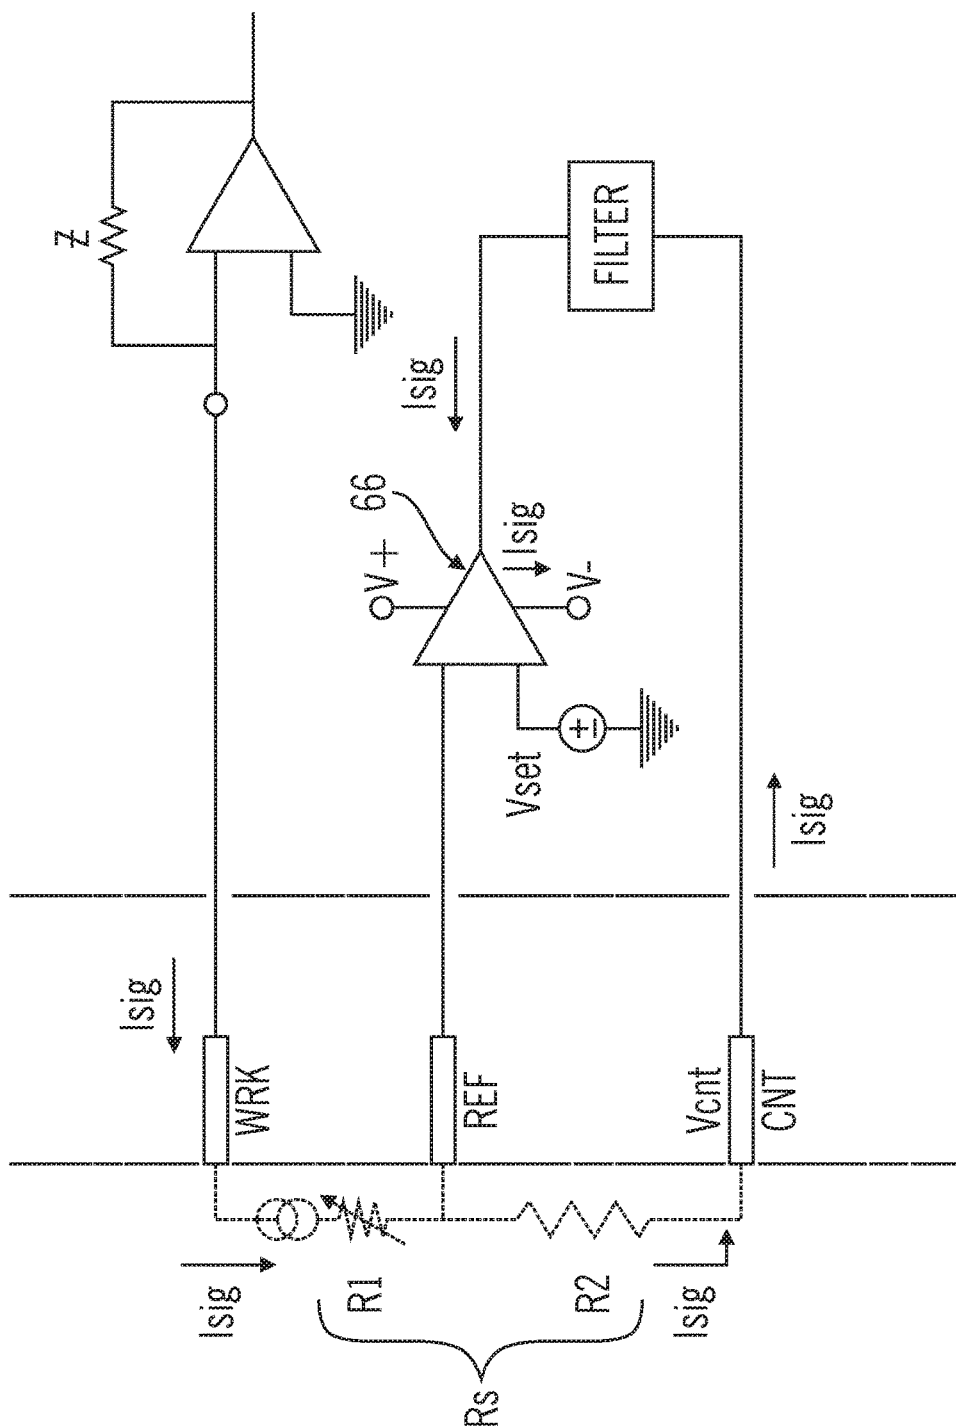 Z
Isig
Isig
WRK
R1
66
V+
Isig
Rs
REF
Vset
±
Isig
R2
V-
FILTER
Isig
Vcnt
CNT
Isig